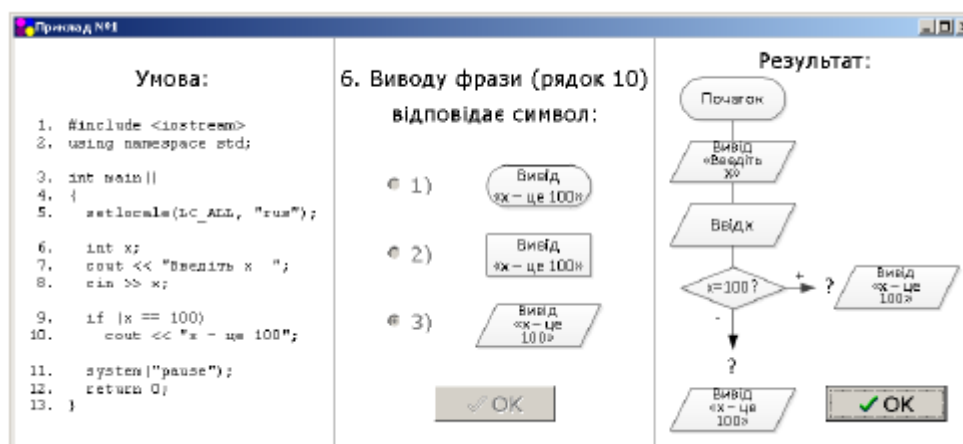 Приклад №1
Умова:
1. #include <iostream>
2. using namespace std;
3. int main()
4. {
5. setlocale(LC_ALL, "rus");
6. int x;
7. cout << "Введіть x ";
8. cin >> x;
9. if (x == 100)
10. cout << "x - це 100";
11. system("pause");
12. return 0;
13. }
6. Виводу фрази (рядок 10)
відповідає символ:
1)
Вивід
«x – це 100»
2)
Вивід
«x – це 100»
3)
Вивід
«x – це
100»
OK
Результат:
Початок
Вивід
«Введіть
x»
Ввід x
x=100?
+
?
Вивід
«x – це
100»
-
?
Вивід
«x – це
100»
OK